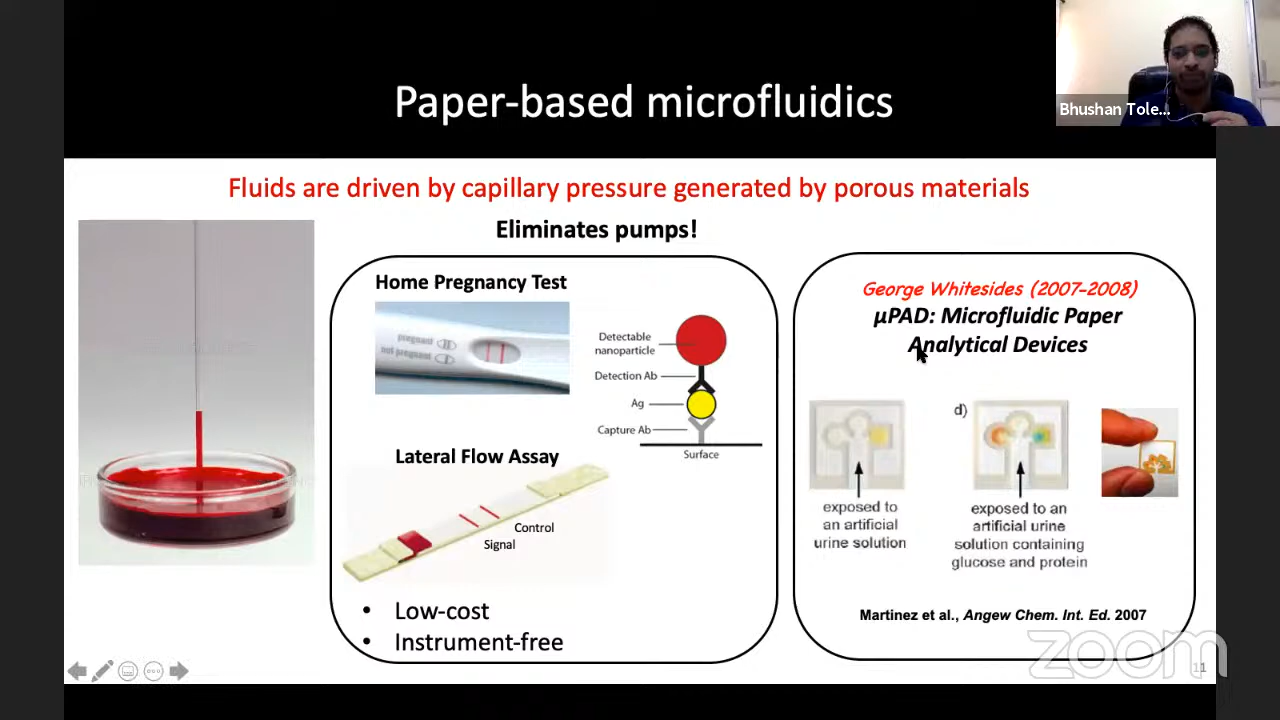 Paper-based microfluidics
Bhushan Tole...
Fluids are driven by capillary pressure generated by porous materials
Eliminates pumps!
Home Pregnancy Test
pregnant
not pregnant
Detectable
nanoparticle
Detection Ab
Ag
Capture Ab
Surface
Lateral Flow Assay
Control
Signal
• Low-cost
• Instrument-free
George Whitesides (2007-2008)
µPAD: Microfluidic Paper
Analytical Devices
exposed to
an artificial
urine solution
d)
exposed to an
artificial urine
solution containing
glucose and protein
Martinez et al., Angew Chem. Int. Ed. 2007
zoom
11